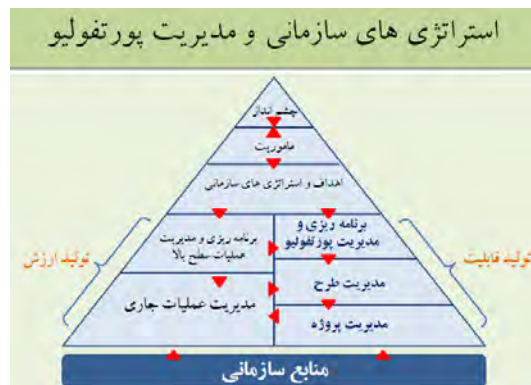 استراتژی های سازمانی و مدیریت پورتفولیو
چشم انداز
ماموریت
اهداف و استراتژی های سازمانی
برنامه ریزی و
مدیریت پورتفولیو
برنامه ریزی و مدیریت
عملیات سطح بالا
تولید قابلیت
تولید ارزش
مدیریت طرح
مدیریت عملیات جاری
مدیریت پروژه
منابع سازمانی